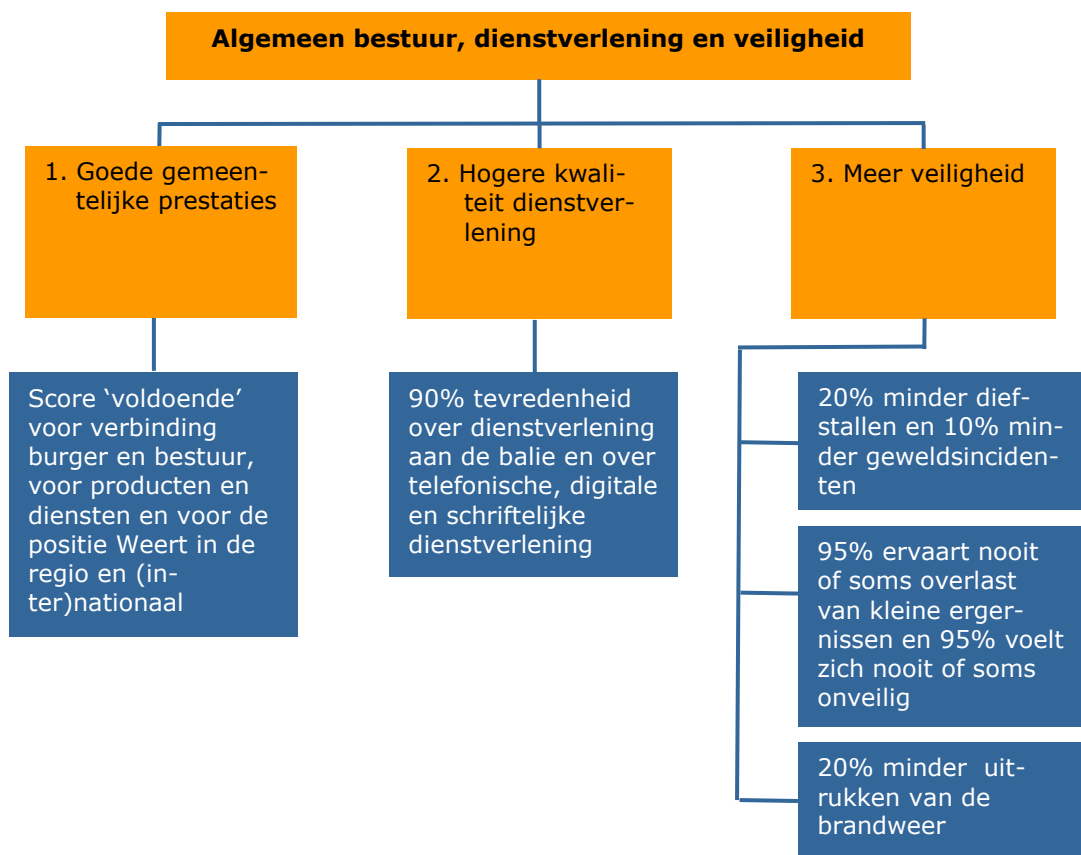 Algemeen bestuur, dienstverlening en veiligheid
1. Goede gemeen-
telijke prestaties
2. Hogere kwali-
teit dienstver-
lening
3. Meer veiligheid
Score ‘voldoende’
voor verbinding
burger en bestuur,
voor producten en
diensten en voor de
positie Weert in de
regio en (in-
ter)nationaal
90% tevredenheid
over dienstverlening
aan de balie en over
telefonische, digitale
en schriftelijke
dienstverlening
20% minder dief-
stallen en 10% min-
der geweldsinciden-
ten
95% ervaart nooit
of soms overlast
van kleine erger-
nissen en 95% voelt
zich nooit of soms
onveilig
20% minder  uit-
rukken van de
brandweer